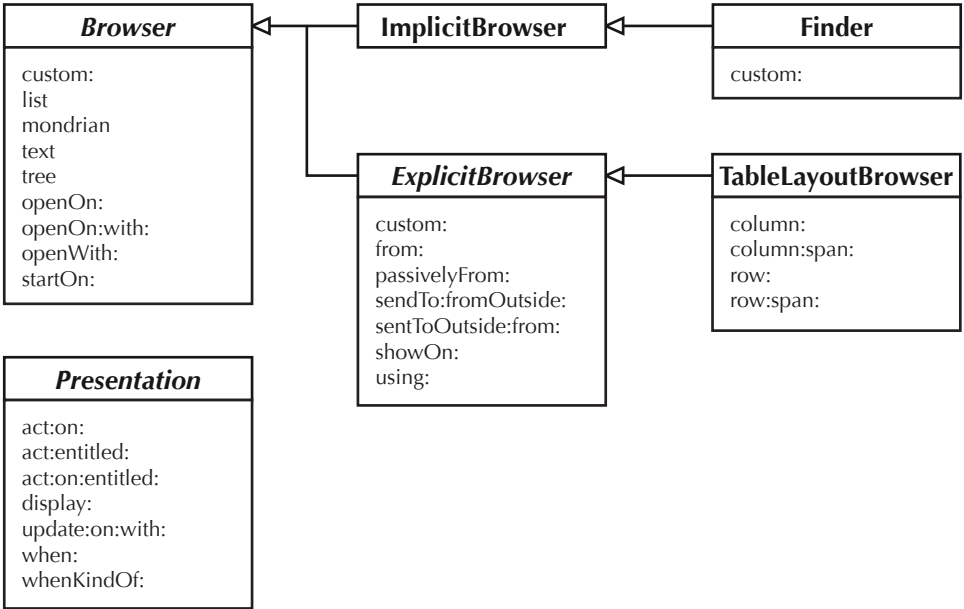 Browser
custom:
list
mondrian
text
tree
openOn:
openOn:with:
openWith:
startOn:
ImplicitBrowser
Finder
custom:
ExplicitBrowser
custom:
from:
passivelyFrom:
sendTo:fromOutside:
sentToOutside:from:
showOn:
using:
TableLayoutBrowser
column:
column:span:
row:
row:span:
Presentation
act:on:
act:entitled:
act:on:entitled:
display:
update:on:with:
when:
whenKindOf: